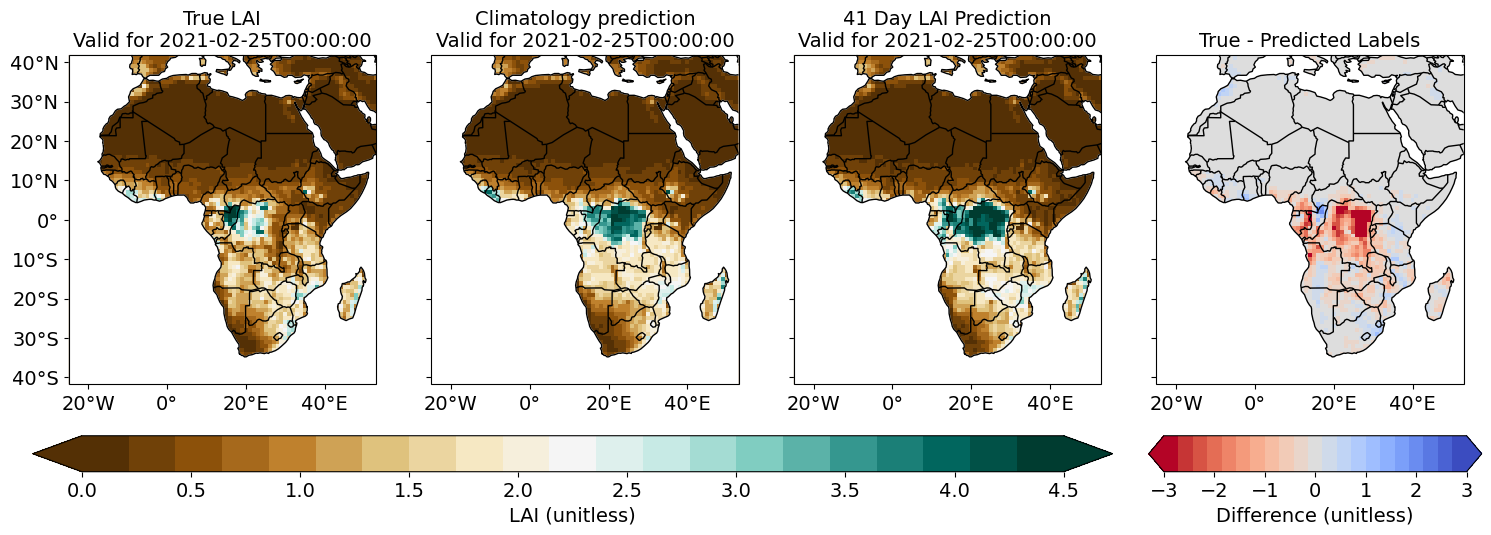 True LAI
Valid for 2021-02-25T00:00:00
Climatology prediction
Valid for 2021-02-25T00:00:00
41 Day LAI Prediction
Valid for 2021-02-25T00:00:00
True - Predicted Labels
40°N
30°N
20°N
10°N
0°
10°S
20°S
30°S
40°S
20°W 0° 20°E 40°E
20°W 0° 20°E 40°E
20°W 0° 20°E 40°E
20°W 0° 20°E 40°E
0.0 0.5 1.0 1.5 2.0 2.5 3.0 3.5 4.0 4.5
LAI (unitless)
−3 −2 −1 0 1 2 3
Difference (unitless)